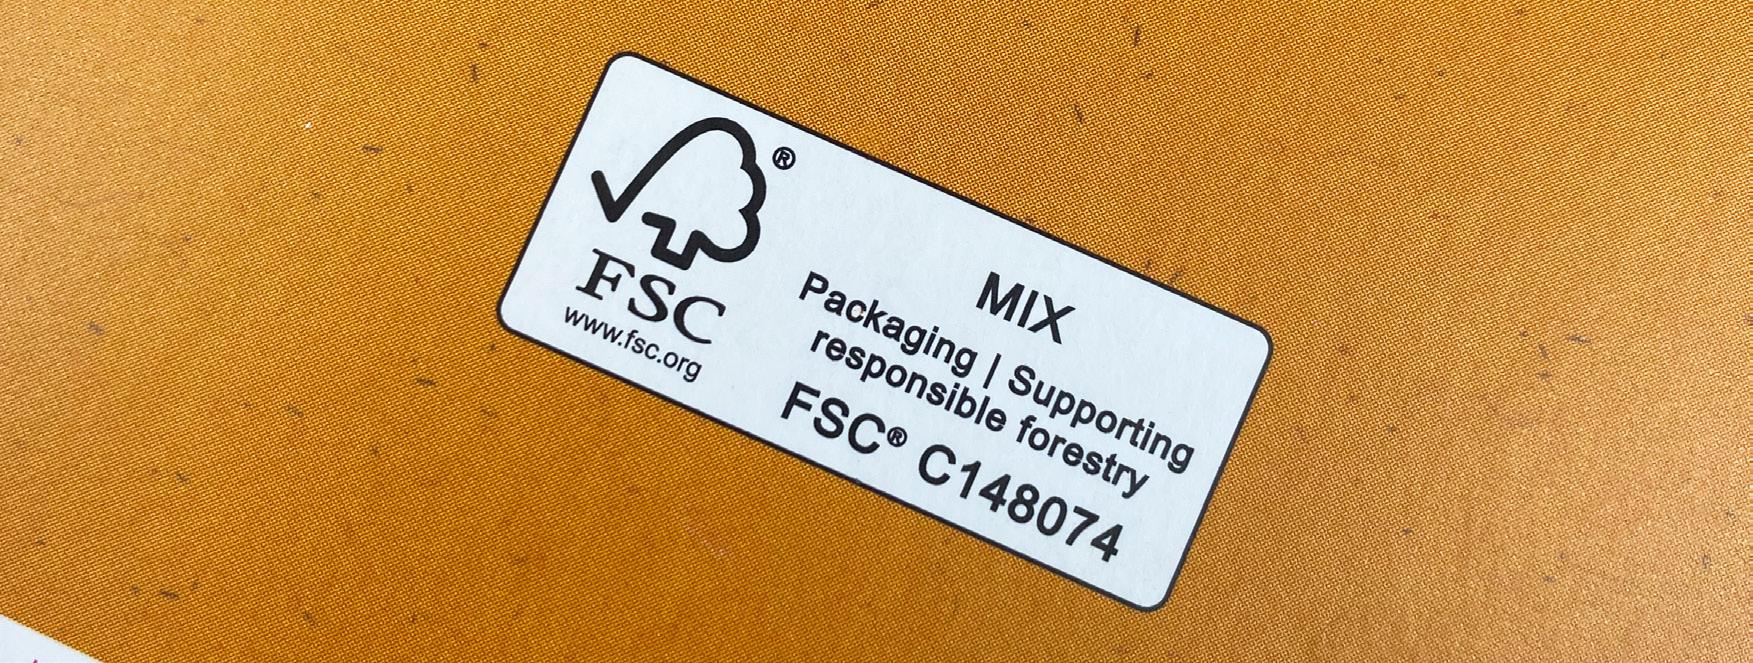 ®
FSC
www.fsc.org
MIX
Packaging | Supporting
responsible forestry
FSC® C148074